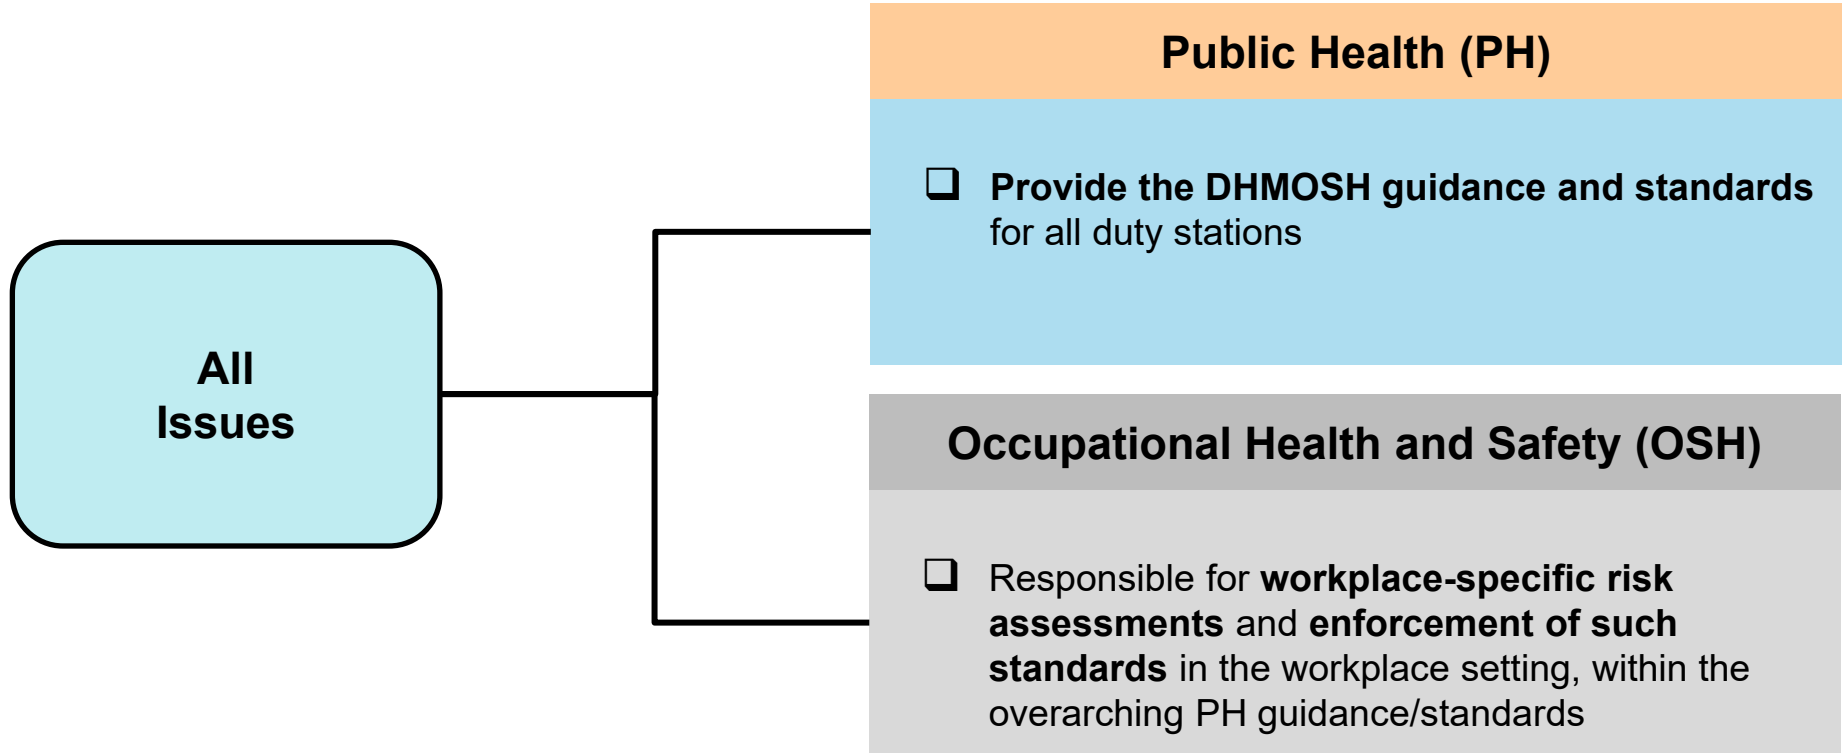 All
Issues
Public Health (PH)
❑ Provide the DHMOSH guidance and standards
for all duty stations
Occupational Health and Safety (OSH)
❑ Responsible for workplace-specific risk
assessments and enforcement of such
standards in the workplace setting, within the
overarching PH guidance/standards